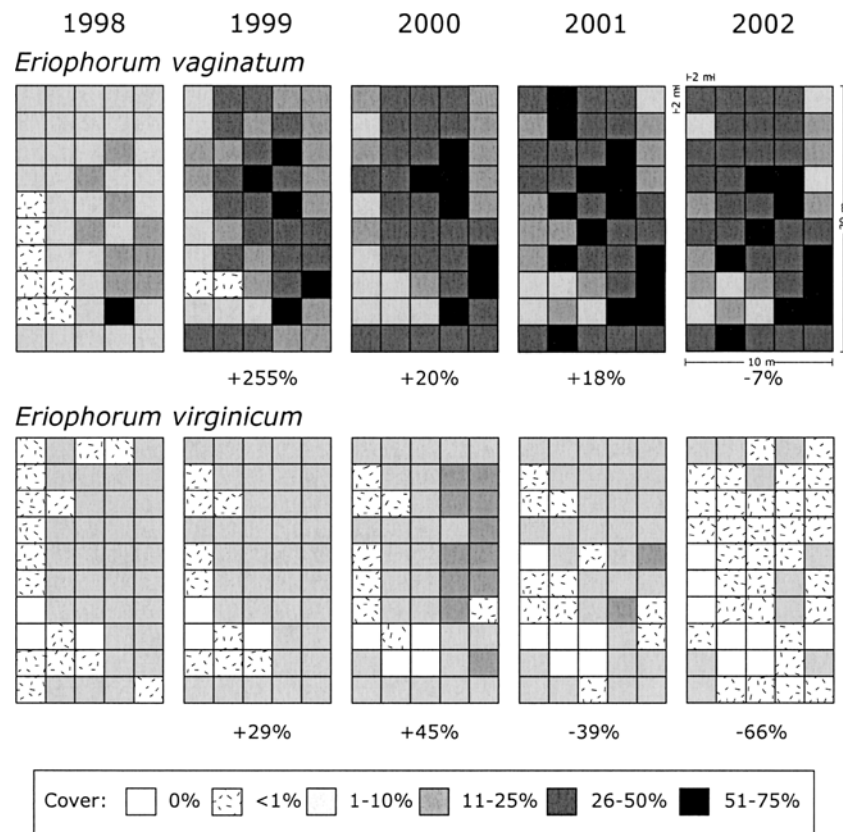 1998 1999 2000 2001 2002
Eriophorum vaginatum
2 m
2 m
10 m
+255% +20% +18% -7%
Eriophorum virginicum
+29% +45% -39% -66%
Cover: 0% <1% 1-10% 11-25% 26-50% 51-75%